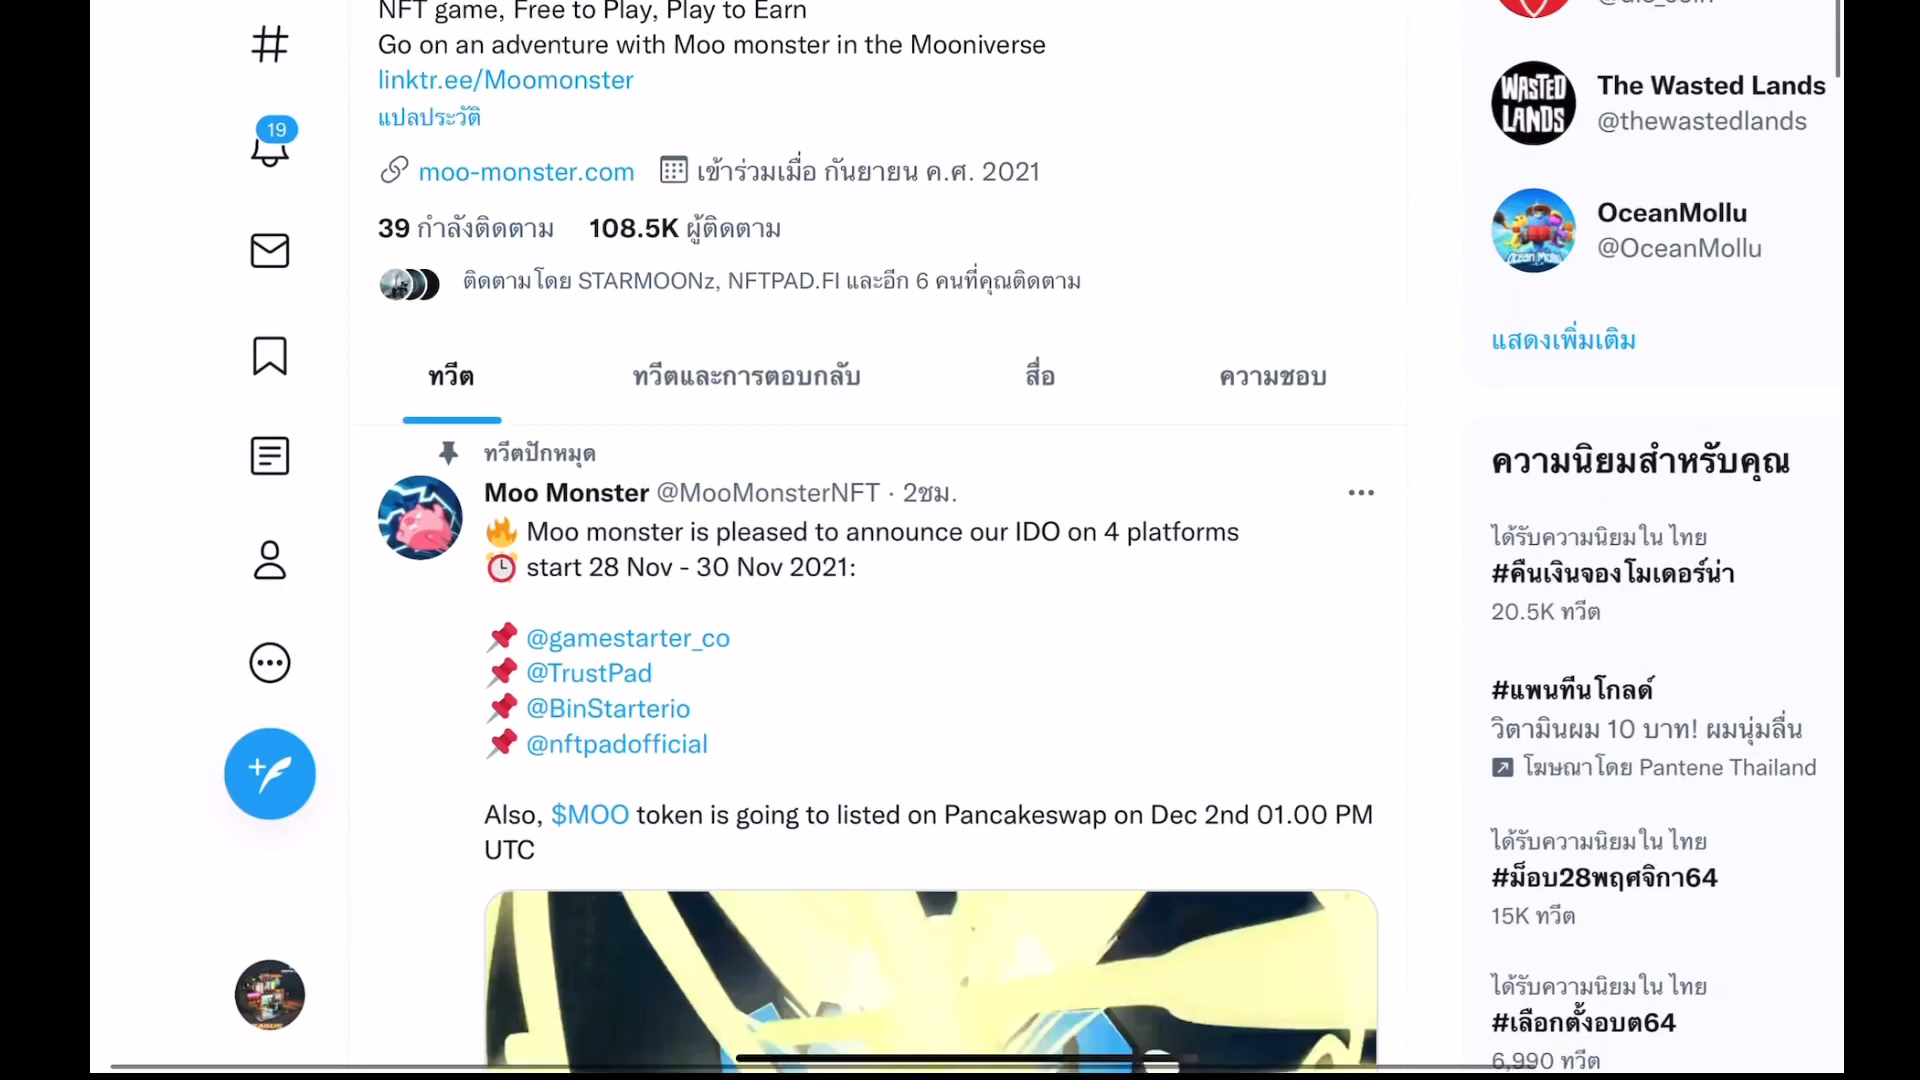 NFT game, Free to Play, Play to Earn
Go on an adventure with Moo monster in the Mooniverse
linktr.ee/Moomonster
แปลประวัติ
moo-monster.com เข้าร่วมเมื่อ กันยายน ค.ศ. 2021
39 กำลังติดตาม 108.5K ผู้ติดตาม
ติดตามโดย STARMOONz, NFTPAD.FI และอีก 6 คนที่คุณติดตาม
ทวีต ทวีตและการตอบกลับ สื่อ ความชอบ
ทวีตปักหมุด
Moo Monster @MooMonsterNFT · 2ชม.
🔥 Moo monster is pleased to announce our IDO on 4 platforms
⏰ start 28 Nov - 30 Nov 2021:
📌 @gamestarter_co
📌 @TrustPad
📌 @BinStarterio
📌 @nftpadofficial
Also, $MOO token is going to listed on Pancakeswap on Dec 2nd 01.00 PM
UTC
19
WASTED
LANDS
The Wasted Lands
@thewastedlands
OceanMollu
@OceanMollu
แสดงเพิ่มเติม
ความนิยมสำหรับคุณ
ได้รับความนิยมใน ไทย
#คืนเงินจองโมเดอร์น่า
20.5K ทวีต
#แพนทีนโกลด์
วิตามินผม 10 บาท! ผมนุ่มลื่น
โฆษณาโดย Pantene Thailand
ได้รับความนิยมใน ไทย
#ม็อบ28พฤศจิกา64
15K ทวีต
ได้รับความนิยมใน ไทย
#เลือกตั้งอบต64
6,990 ทวีต